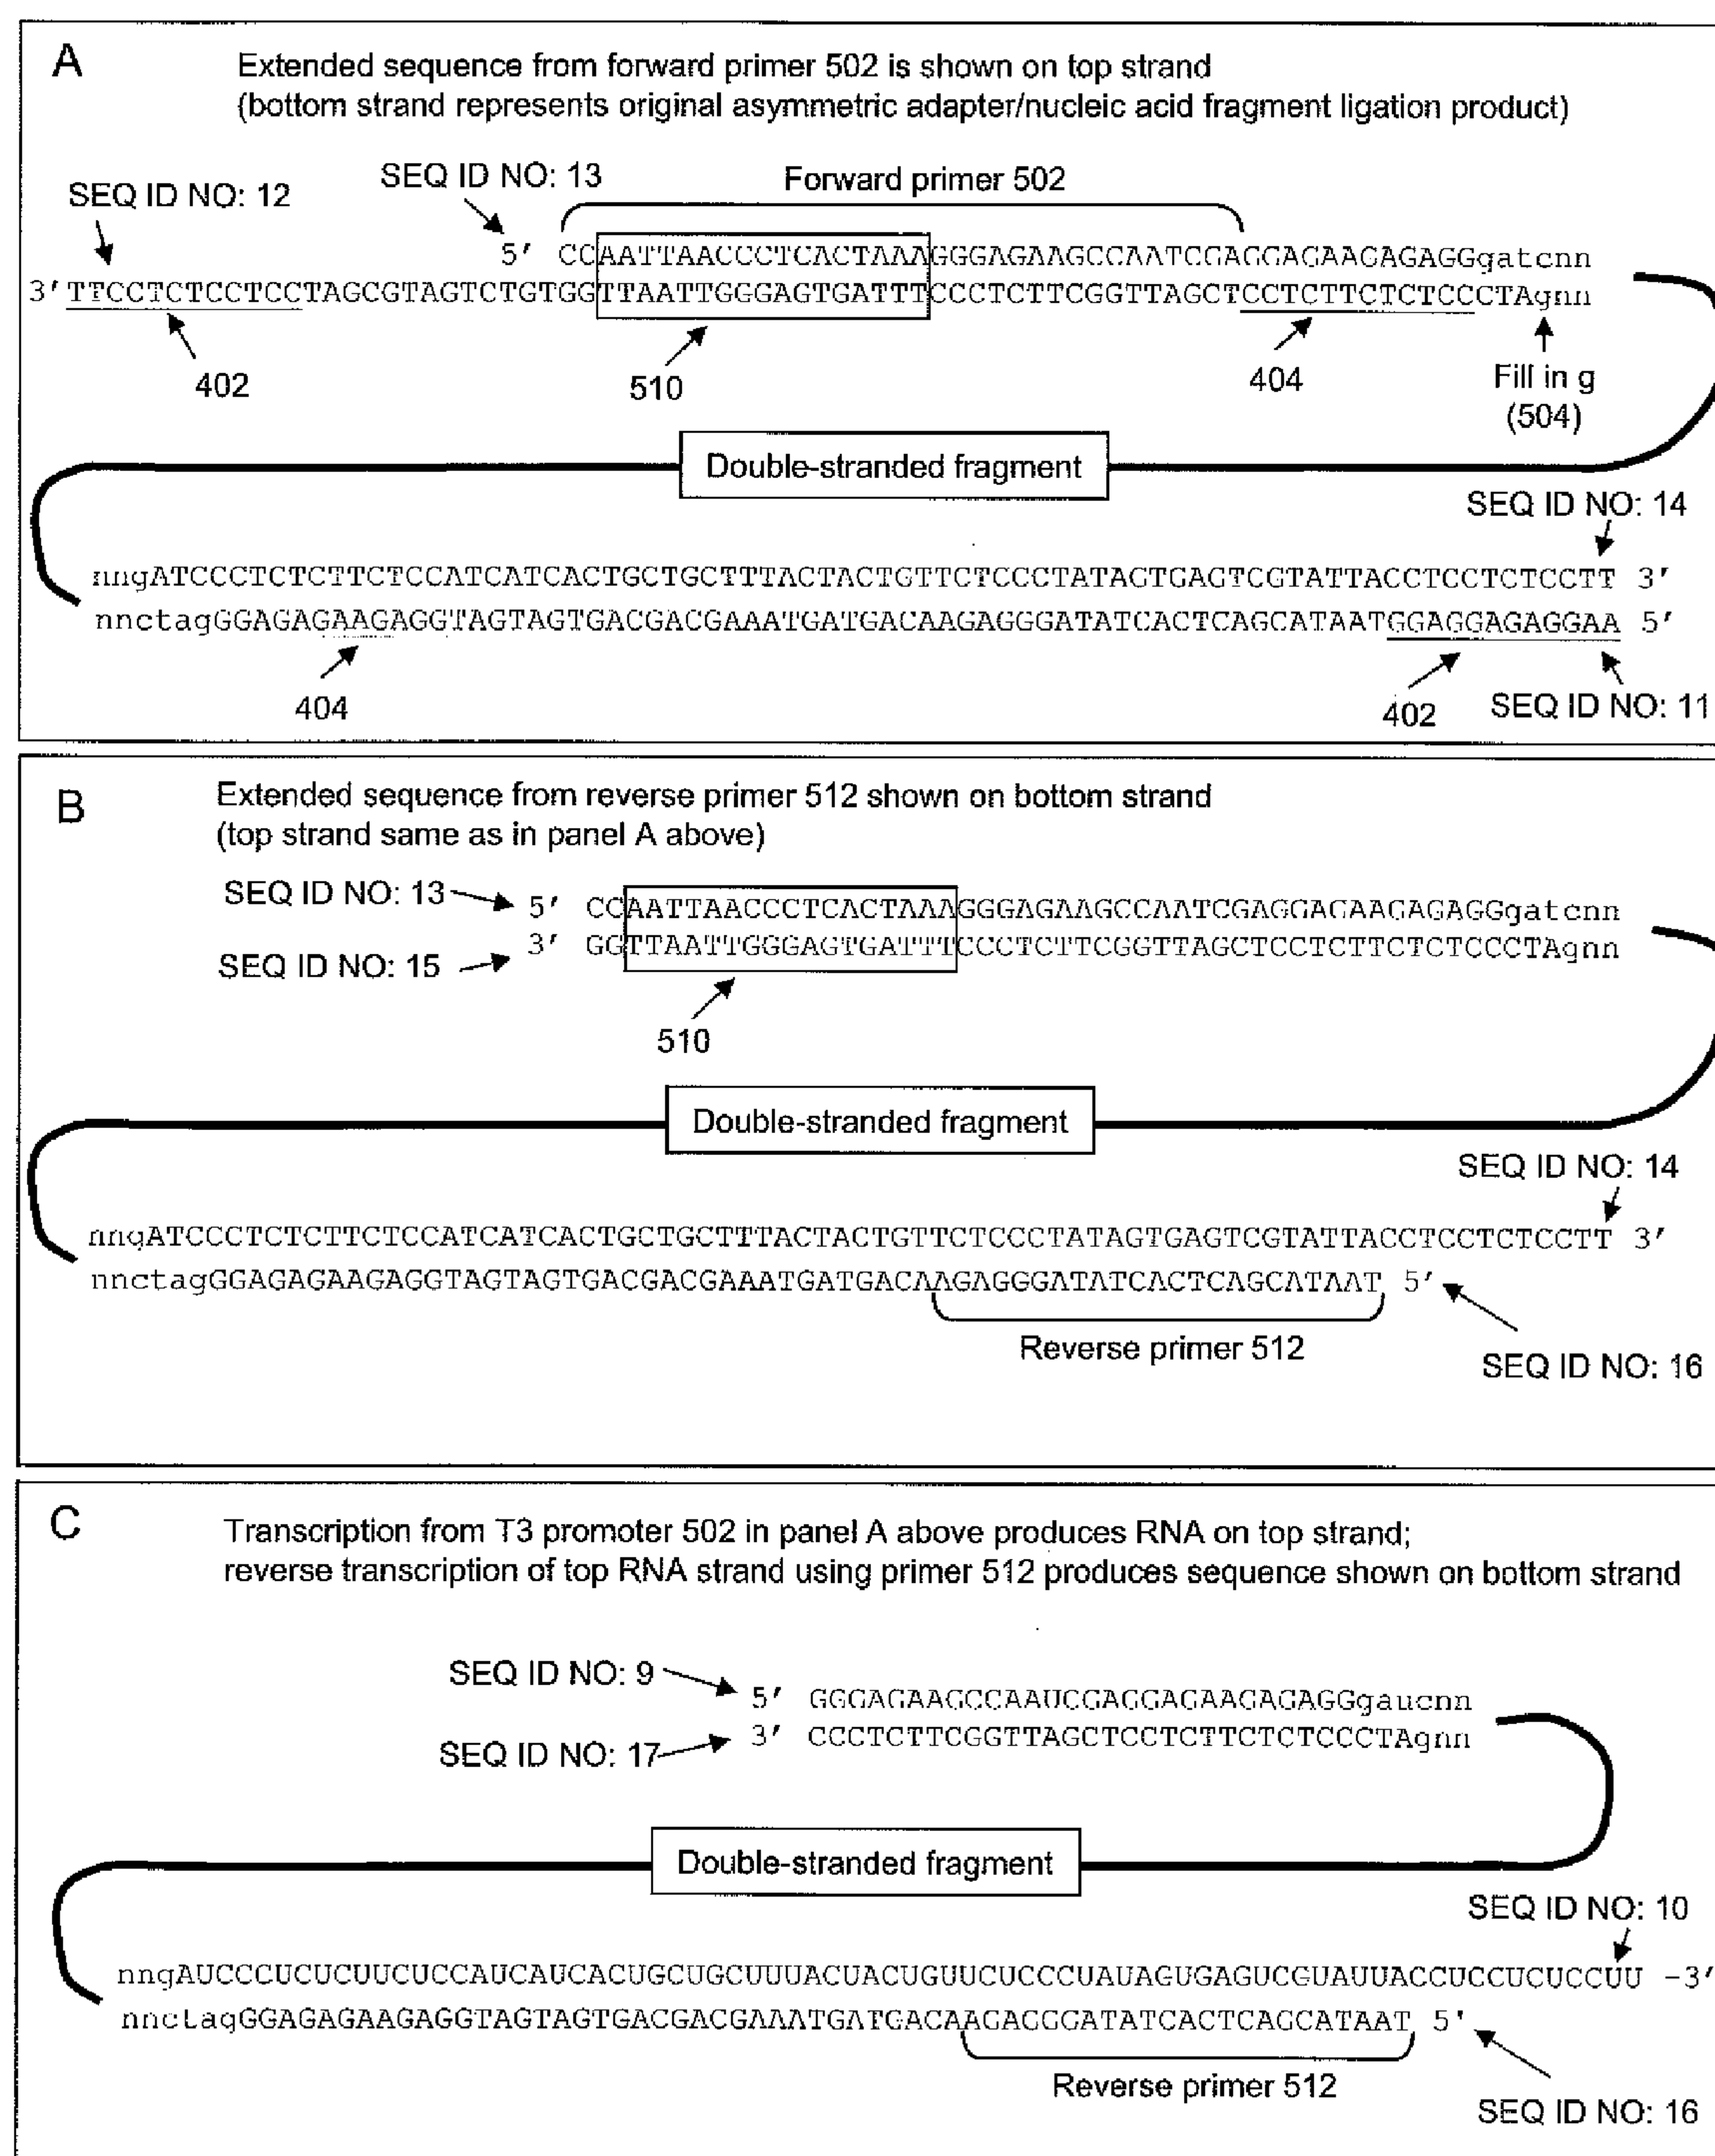 A
Extended sequence from forward primer 502 is shown on top strand
(bottom strand represents original asymmetric adapter/nucleic acid fragment ligation product)
SEQ ID NO: 12
SEQ ID NO: 13
Forward primer 502
5′ CCAATTAACCCTCACTAAAGGGAGAAGCCAATCGAGGAGAAGAGAGGgatcnn
3′TTCCTCTCCTCCTAGCGTAGTCTGTGGTTAATTGGGAGTGATTTCCCTCTTCGGTTAGCTCCTCTTCTCTCCCTAgnn
402
510
404
Fill in g
(504)
Double-stranded fragment
SEQ ID NO: 14
nngATCCCTCTCTTCTCCATCATCACTGCTGCTTTACTACTGTTCTCCCTATAGTGAGTCGTATTACCTCCTCTCCTT 3′
nnctagGGAGAGAAGAGGTAGTAGTGACGACGAAATGATGACAAGAGGGATATCACTCAGCATAATGGAGGAGAGGAA 5′
404
402
SEQ ID NO: 11
B
Extended sequence from reverse primer 512 shown on bottom strand
(top strand same as in panel A above)
SEQ ID NO: 13
5′ CCAATTAACCCTCACTAAAGGGAGAAGCCAATCGAGGAGAAGAGAGGgatcnn
3′ GGTTAATTGGGAGTGATTTCCCTCTTCGGTTAGCTCCTCTTCTCTCCCTAgnn
SEQ ID NO: 15
510
Double-stranded fragment
SEQ ID NO: 14
nngATCCCTCTCTTCTCCATCATCACTGCTGCTTTACTACTGTTCTCCCTATAGTGAGTCGTATTACCTCCTCTCCTT 3′
nnctagGGAGAGAAGAGGTAGTAGTGACGACGAAATGATGACAAGAGGGATATCACTCAGCATAAT 5′
Reverse primer 512
SEQ ID NO: 16
C
Transcription from T3 promoter 502 in panel A above produces RNA on top strand;
reverse transcription of top RNA strand using primer 512 produces sequence shown on bottom strand
SEQ ID NO: 9
5′ GGGAGAAGCCAAUCGAGGAGAAGAGAGGgaucnn
3′ CCCTCTTCGGTTAGCTCCTCTTCTCTCCCTAgnn
SEQ ID NO: 17
Double-stranded fragment
SEQ ID NO: 10
nngAUCCCUCUCUUCUCCAUCAUCACUGCUGCUUUACUACUGUUCUCCCUAUAGUGAGUCGUAUUACCUCCUCUCCUU -3′
nnctagGGAGAGAAGAGGTAGTAGTGACGACGAAATGATGACAAGAGGGATATCACTCAGCATAAT 5'
Reverse primer 512
SEQ ID NO: 16